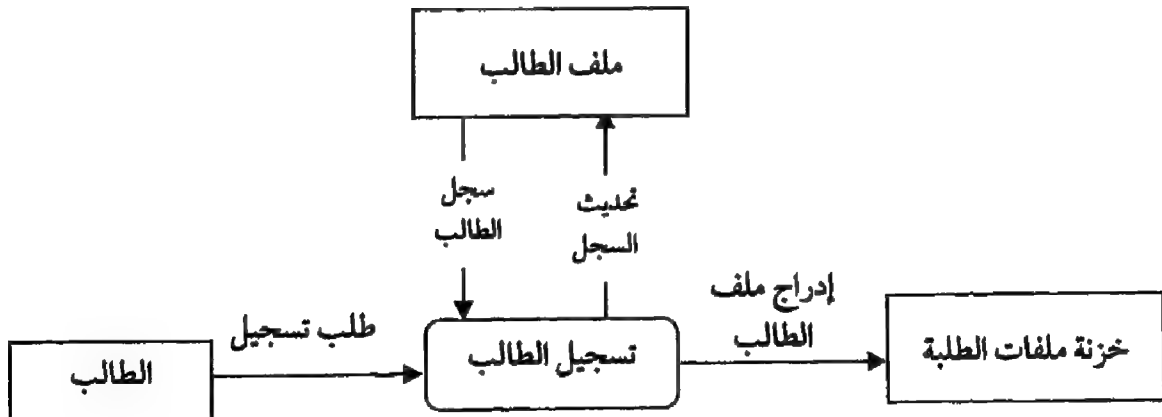 ملف الطالب
سجل
الطالب
تحديث
السجل
إدراج ملف
الطالب
طلب تسجيل
الطالب
تسجيل الطالب
خزنة ملفات الطلبة